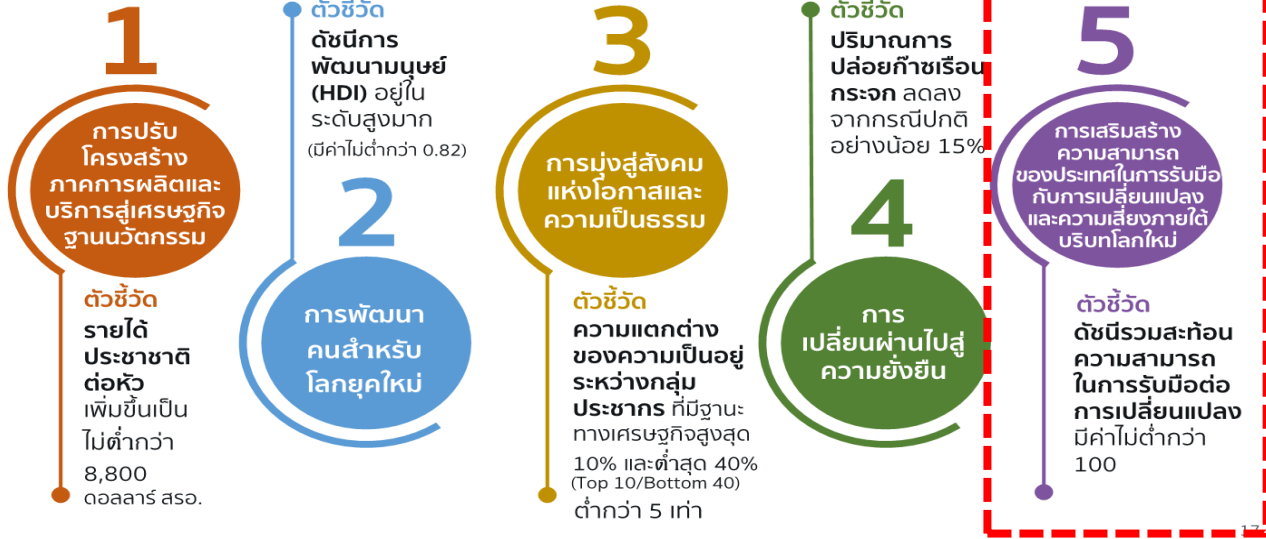 1
การปรับ
โครงสร้าง
ภาคการผลิตและ
บริการสู่เศรษฐกิจ
ฐานนวัตกรรม
ตัวชี้วัด
รายได้
ประชาชาติ
ต่อหัว
เพิ่มขึ้นเป็น
ไม่ต่ำกว่า
8,800
ดอลลาร์ สรอ.
ตัวชี้วัด
ดัชนีการ
พัฒนามนุษย์
(HDI) อยู่ใน
ระดับสูงมาก
(มีค่าไม่ต่ำกว่า 0.82)
2
การพัฒนา
คนสำหรับ
โลกยุคใหม่
3
การมุ่งสู่สังคม
แห่งโอกาสและ
ความเป็นธรรม
ตัวชี้วัด
ความแตกต่าง
ของความเป็นอยู่
ระหว่างกลุ่ม
ประชากร ที่มีฐานะ
ทางเศรษฐกิจสูงสุด
10% และต่ำสุด 40%
(Top 10/Bottom 40)
ต่ำกว่า 5 เท่า
ตัวชี้วัด
ปริมาณการ
ปล่อยก๊าซเรือน
กระจก ลดลง
จากกรณีปกติ
อย่างน้อย 15%
4
การ
เปลี่ยนผ่านไปสู่
ความยั่งยืน
5
การเสริมสร้าง
ความสามารถ
ของประเทศในการรับมือ
กับการเปลี่ยนแปลง
และความเสี่ยงภายใต้
บริบทโลกใหม่
ตัวชี้วัด
ดัชนีรวมสะท้อน
ความสามารถ
ในการรับมือต่อ
การเปลี่ยนแปลง
มีค่าไม่ต่ำกว่า
100
17